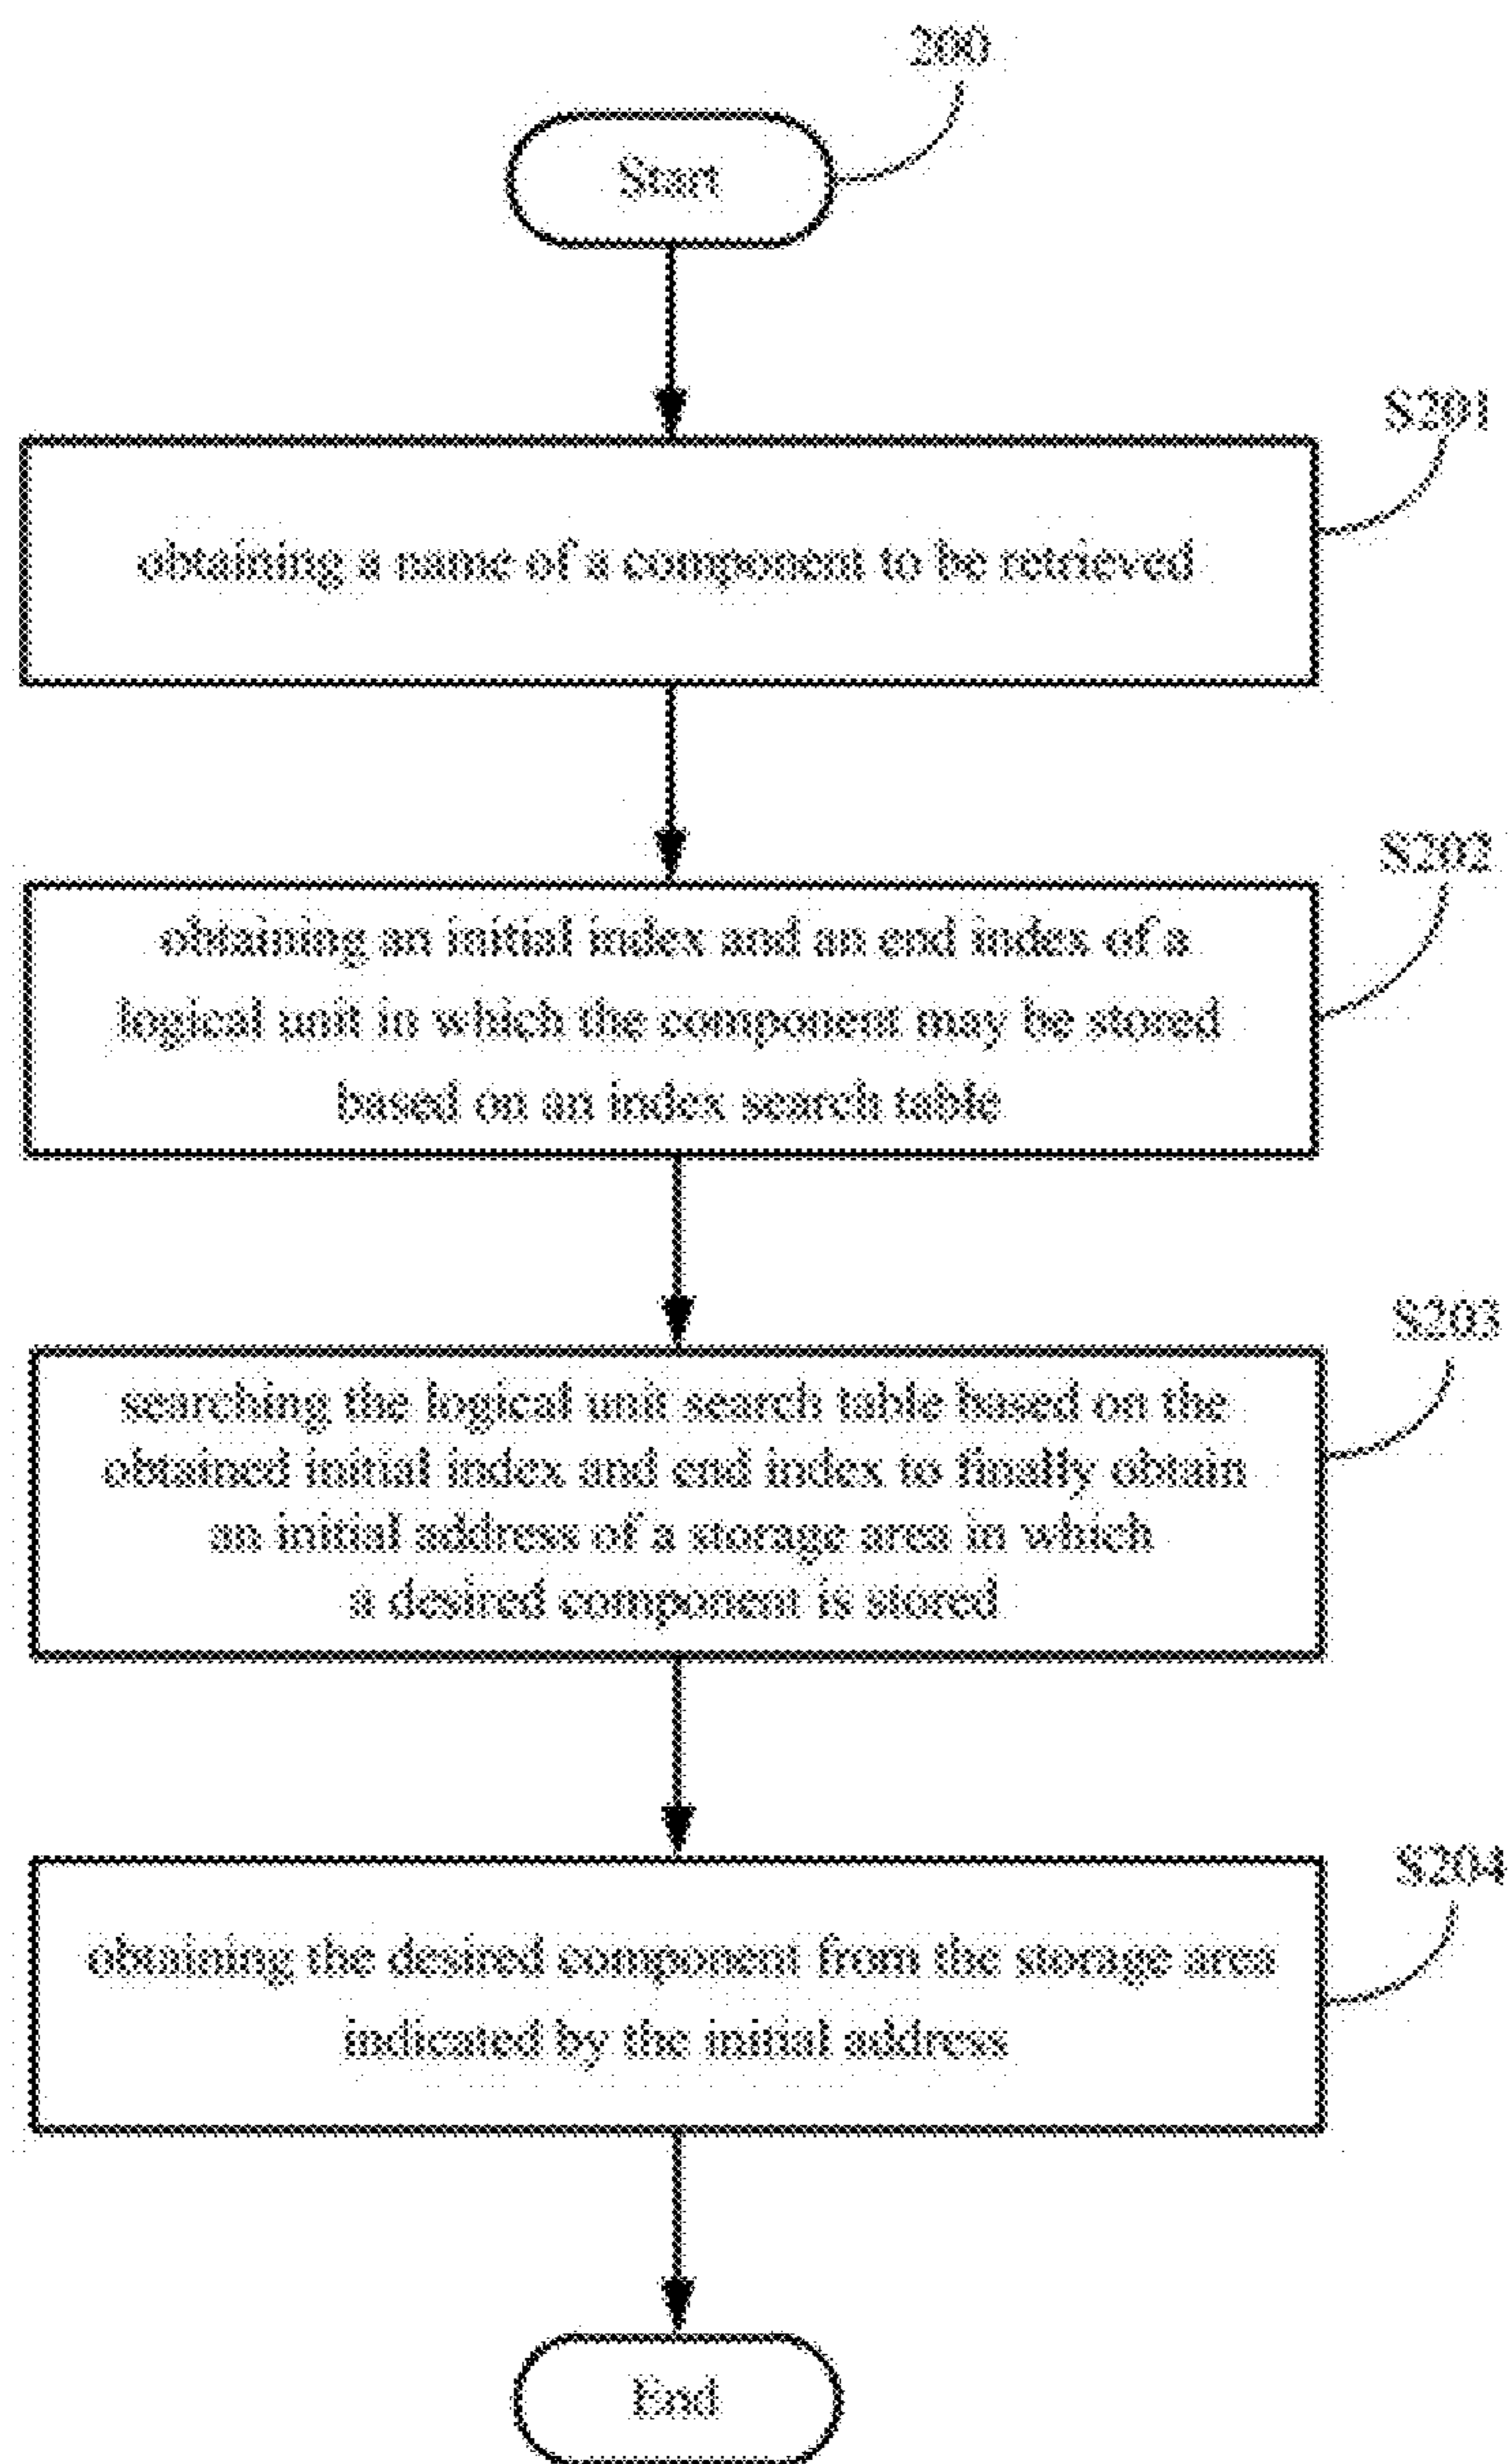 200
Start
S201
obtaining a name of a component to be retrieved
S202
obtaining an initial index and an end index of a
logical unit in which the component may be stored
based on an index search table
S203
searching the logical unit search table based on the
obtained initial index and end index to finally obtain
an initial address of a storage area in which
a desired component is stored
S204
obtaining the desired component from the storage area
indicated by the initial address
End